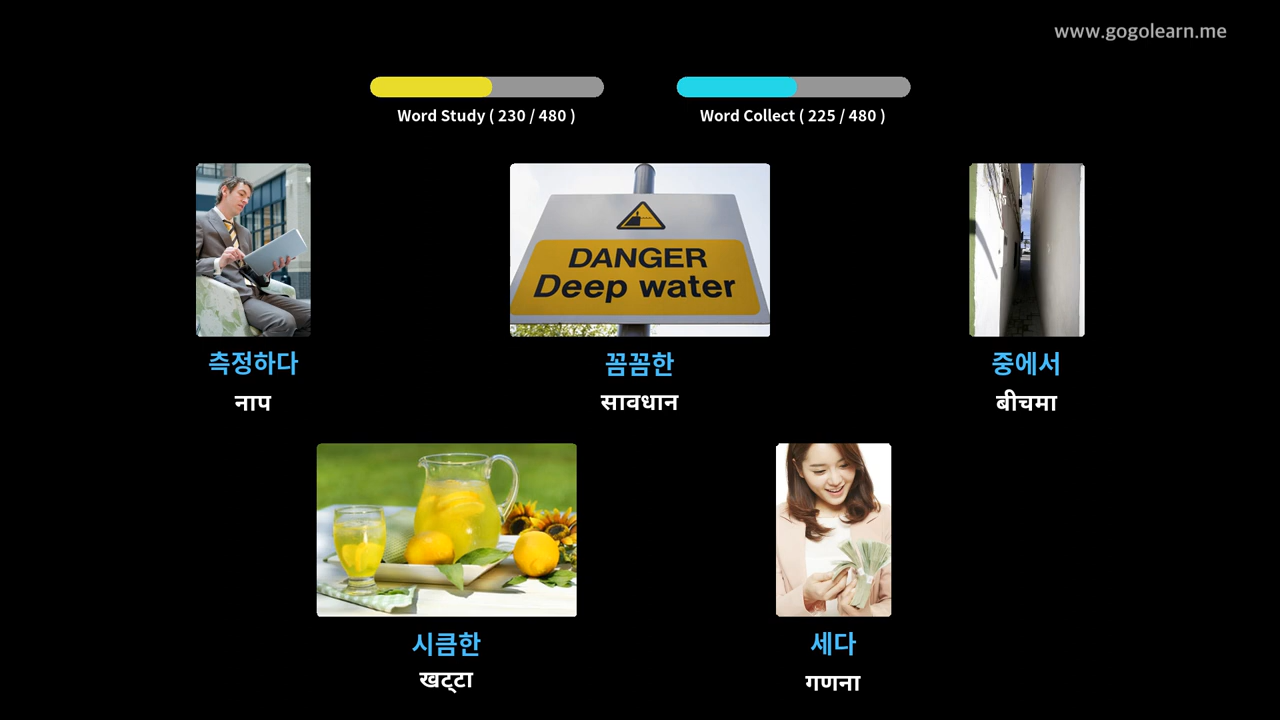 www.gogolearn.me
Word Study ( 230 / 480 )
Word Collect ( 225 / 480 )
DANGER
Deep water
측정하다
नाप
꼼꼼한
सावधान
중에서
बीचमा
시큼한
खट्टा
세다
गणना